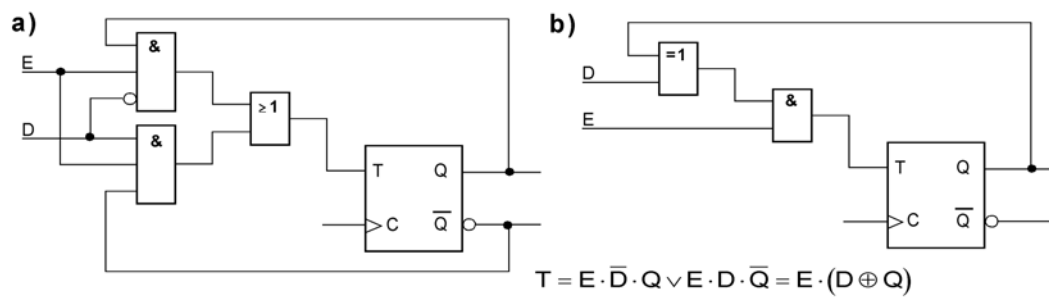 a)
&
E
D
&
≥1
T
Q
C
Q̅
b)
=1
D
&
E
T
Q
C
Q̅
T = E · D̅ · Q ∨ E · D · Q̅ = E · (D ⊕ Q)